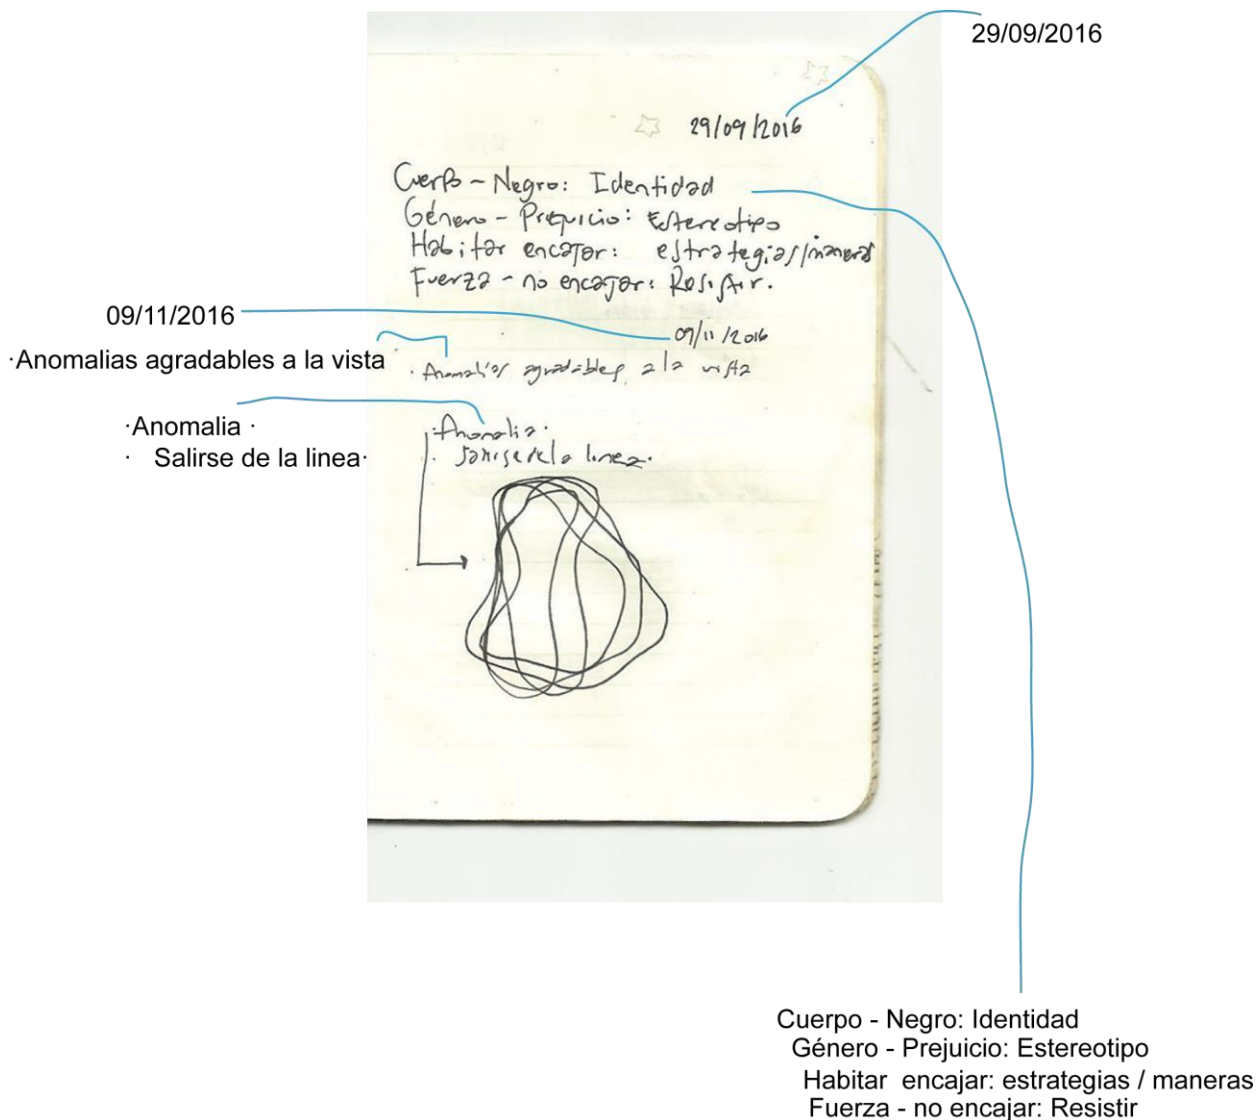 29/09/2016
29/09/2016
Cuerpo - Negro: Identidad
Género - Prejuicio: Estereotipo
Habitar encajar: estrategias/maneras
Fuerza - no encajar: Resistir.
09/11/2016
09/11/2016
·Anomalias agradables a la vista
· Anomalías agradables a la vista
·Anomalia ·
· Salirse de la linea·
·Anomalia·
· Salirse de la linea·
Cuerpo - Negro: Identidad
Género - Prejuicio: Estereotipo
Habitar encajar: estrategias / maneras
Fuerza - no encajar: Resistir